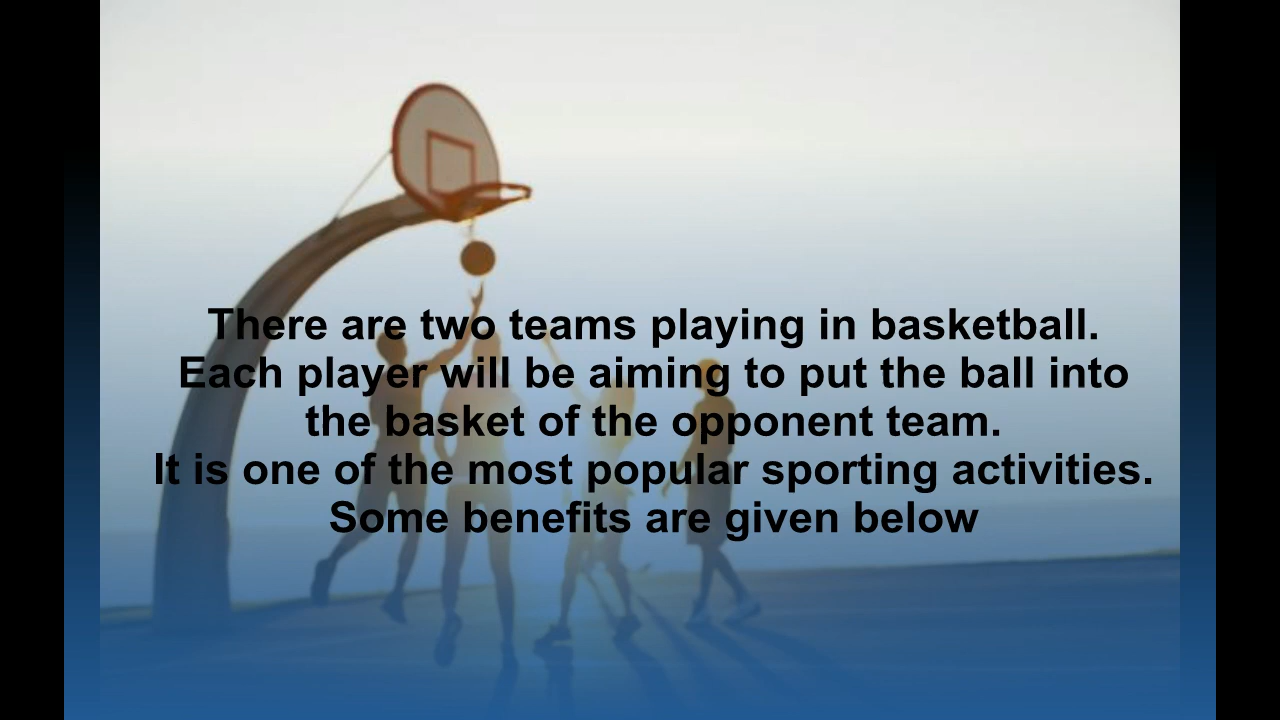 There are two teams playing in basketball.
Each player will be aiming to put the ball into
the basket of the opponent team.
It is one of the most popular sporting activities.
Some benefits are given below